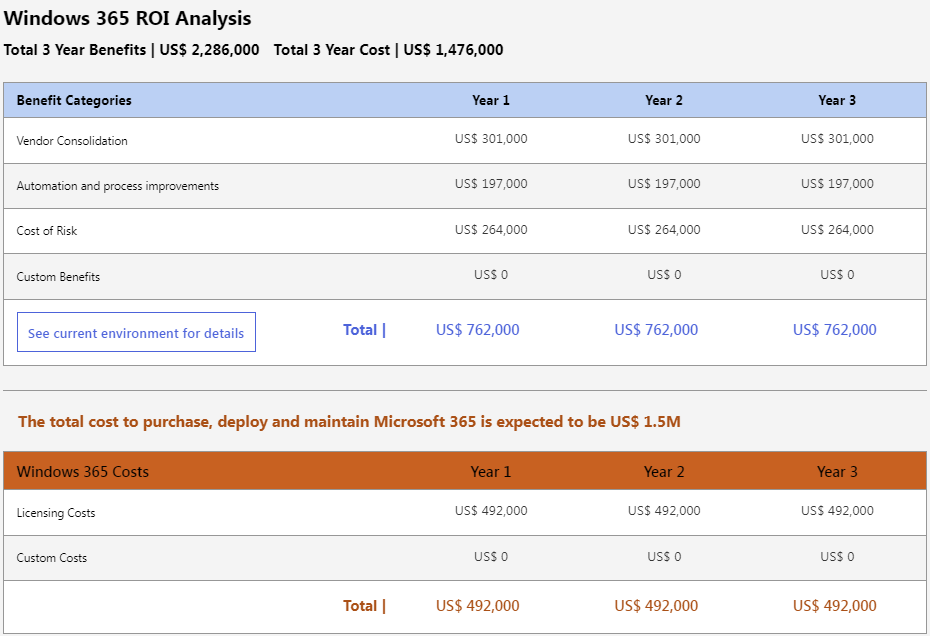 Windows 365 ROI Analysis
Total 3 Year Benefits | US$ 2,286,000 Total 3 Year Cost | US$ 1,476,000
Benefit Categories Year 1 Year 2 Year 3
Vendor Consolidation US$ 301,000 US$ 301,000 US$ 301,000
Automation and process improvements US$ 197,000 US$ 197,000 US$ 197,000
Cost of Risk US$ 264,000 US$ 264,000 US$ 264,000
Custom Benefits US$ 0 US$ 0 US$ 0
See current environment for details Total | US$ 762,000 US$ 762,000 US$ 762,000
The total cost to purchase, deploy and maintain Microsoft 365 is expected to be US$ 1.5M
Windows 365 Costs Year 1 Year 2 Year 3
Licensing Costs US$ 492,000 US$ 492,000 US$ 492,000
Custom Costs US$ 0 US$ 0 US$ 0
Total | US$ 492,000 US$ 492,000 US$ 492,000